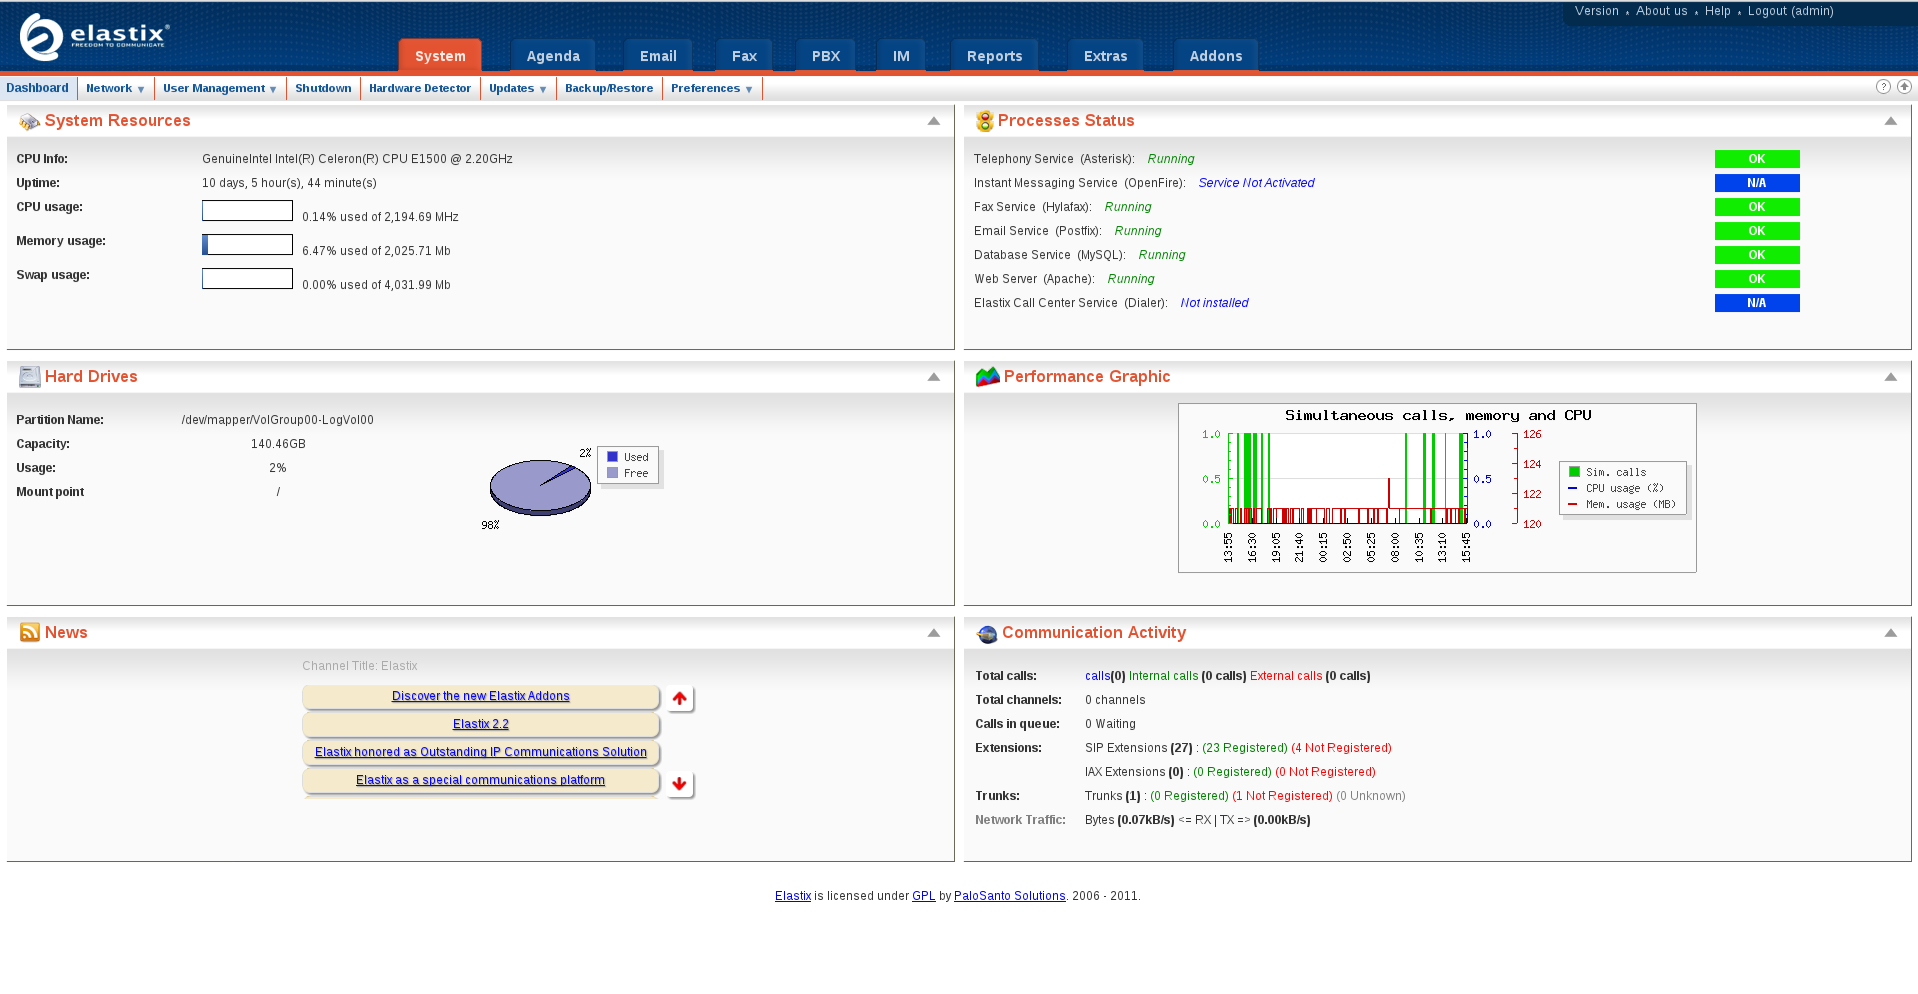 Version * About us * Help * Logout (admin)
elastix®
FREEDOM TO COMMUNICATE
System Agenda Email Fax PBX IM Reports Extras Addons
Dashboard Network ▼ User Management ▼ Shutdown Hardware Detector Updates ▼ Backup/Restore Preferences ▼ ?
System Resources
CPU Info: GenuineIntel Intel(R) Celeron(R) CPU E1500 @ 2.20GHz
Uptime: 10 days, 5 hour(s), 44 minute(s)
CPU usage: 0.14% used of 2,194.69 MHz
Memory usage: 6.47% used of 2,025.71 Mb
Swap usage: 0.00% used of 4,031.99 Mb
Processes Status
Telephony Service (Asterisk): Running OK
Instant Messaging Service (OpenFire): Service Not Activated N/A
Fax Service (Hylafax): Running OK
Email Service (Postfix): Running OK
Database Service (MySQL): Running OK
Web Server (Apache): Running OK
Elastix Call Center Service (Dialer): Not installed N/A
Hard Drives
Partition Name: /dev/mapper/VolGroup00-LogVol00
Capacity: 140.46GB
Usage: 2%
Mount point /
2%
98%
Used
Free
Performance Graphic
Simultaneous calls, memory and CPU
1.0 1.0 126
124
0.5 0.5
122
0.0 0.0 120
13:55 16:30 19:05 21:40 00:15 02:50 05:25 08:00 10:35 13:10 15:45
Sim. calls
CPU usage (%)
Mem. usage (MB)
News
Channel Title: Elastix
Discover the new Elastix Addons
Elastix 2.2
Elastix honored as Outstanding IP Communications Solution
Elastix as a special communications platform
Communication Activity
Total calls: calls(0) Internal calls (0 calls) External calls (0 calls)
Total channels: 0 channels
Calls in queue: 0 Waiting
Extensions: SIP Extensions (27) : (23 Registered) (4 Not Registered)
IAX Extensions (0) : (0 Registered) (0 Not Registered)
Trunks: Trunks (1) : (0 Registered) (1 Not Registered) (0 Unknown)
Network Traffic: Bytes (0.07kB/s) <= RX | TX => (0.00kB/s)
Elastix is licensed under GPL by PaloSanto Solutions. 2006 - 2011.